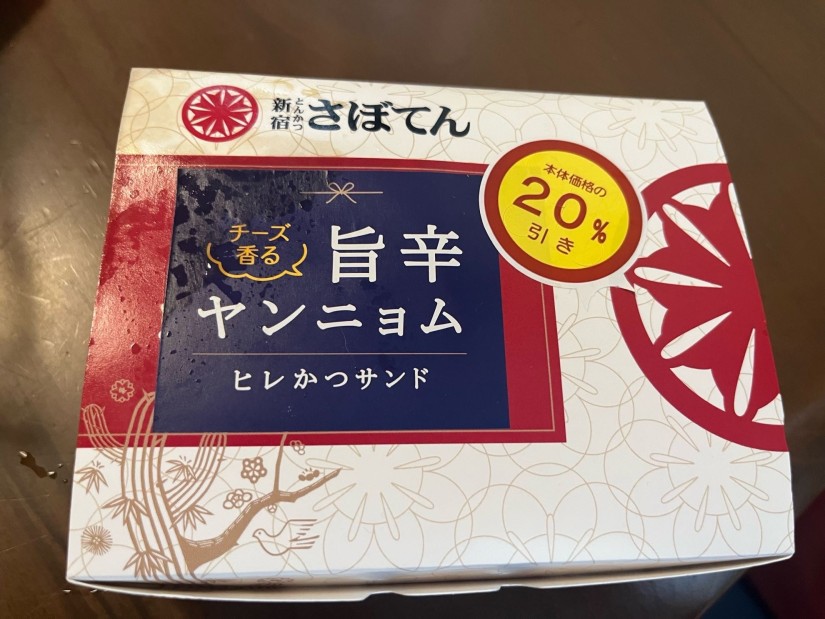 新宿
とんかつ
さぼてん
本体価格の
20%
引き
チーズ
香る
旨辛
ヤンニョム
ヒレかつサンド